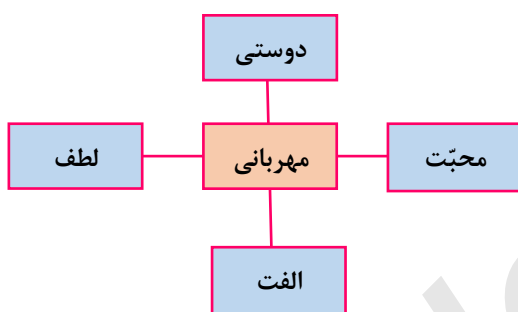 دوستی
محبّت
مهربانی
لطف
الفت